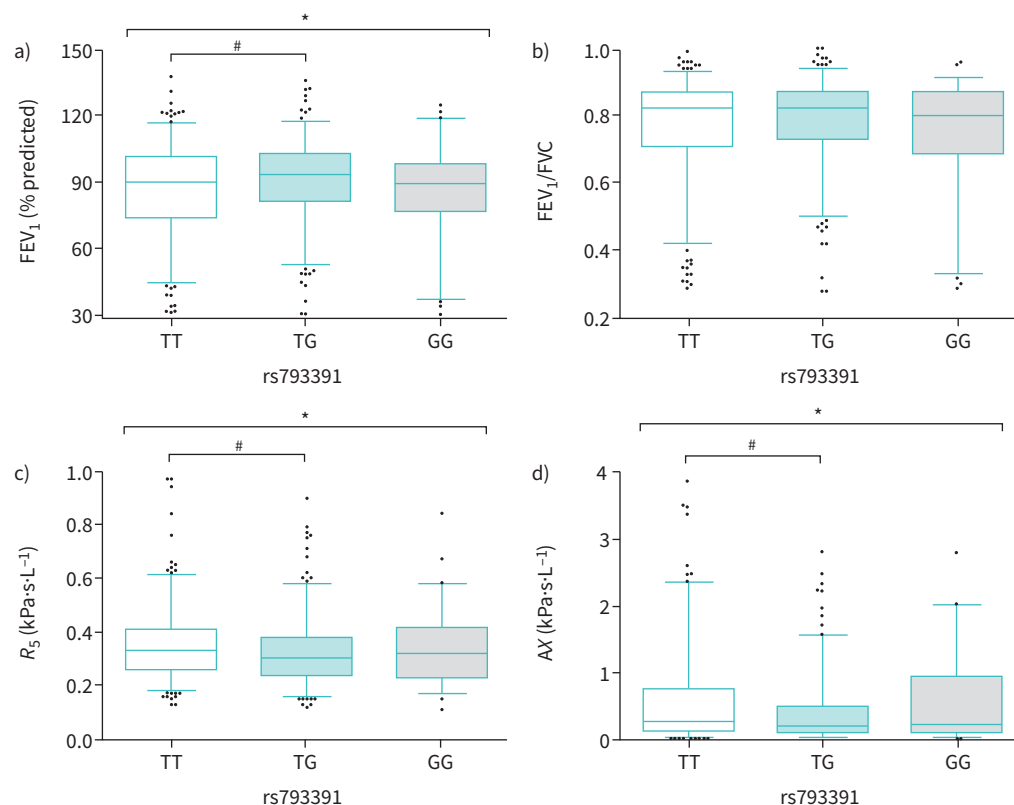 a)
*
#
150
120
90
60
30
FEV₁ (% predicted)
TT TG GG
rs793391
b)
1.0
0.8
0.6
0.4
0.2
FEV₁/FVC
TT TG GG
rs793391
c)
*
#
1.0
0.8
0.6
0.4
0.2
0.0
R₅ (kPa·s·L⁻¹)
TT TG GG
rs793391
d)
*
#
4
3
2
1
0
AX (kPa·s·L⁻¹)
TT TG GG
rs793391